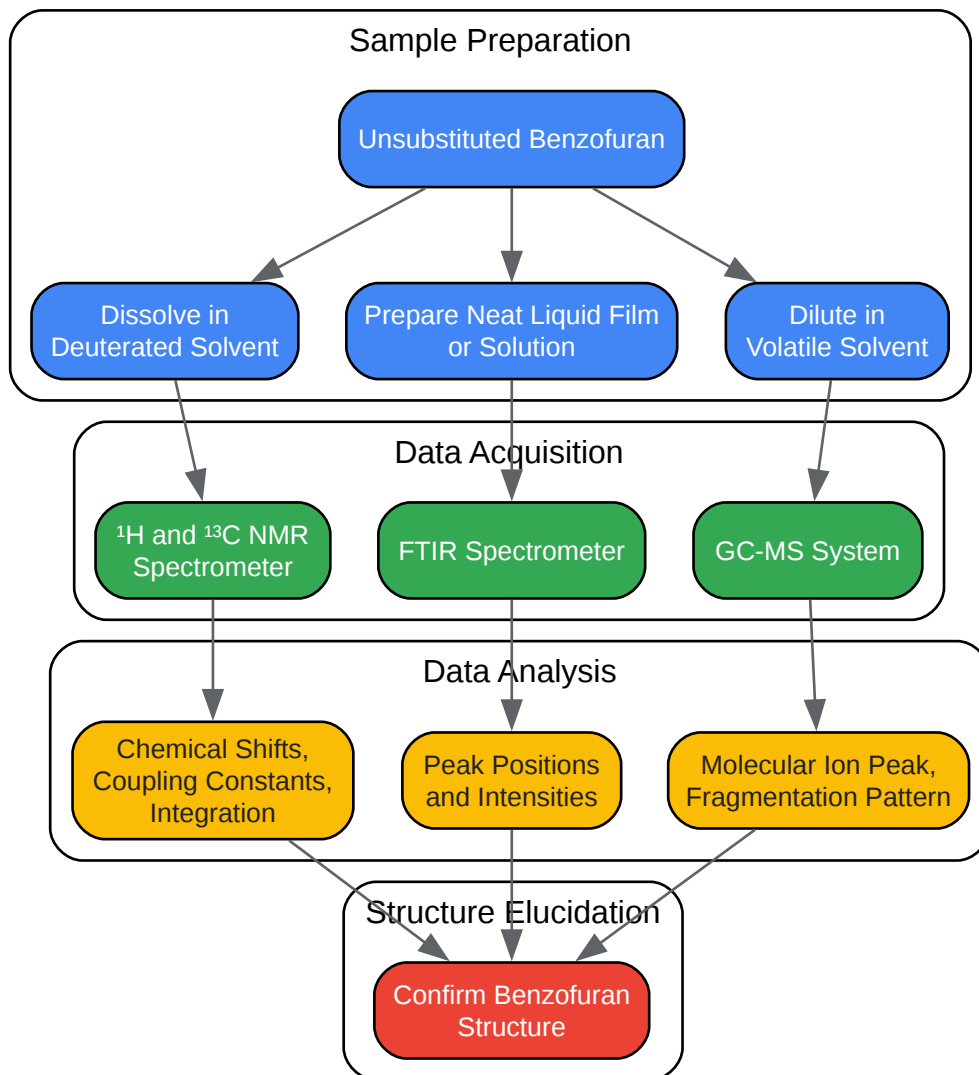 Sample Preparation
Unsubstituted Benzofuran
Dissolve in
Deuterated Solvent
Prepare Neat Liquid Film
or Solution
Dilute in
Volatile Solvent
Data Acquisition
¹H and ¹³C NMR
Spectrometer
FTIR Spectrometer
GC-MS System
Data Analysis
Chemical Shifts,
Coupling Constants,
Integration
Peak Positions
and Intensities
Molecular Ion Peak,
Fragmentation Pattern
Structure Elucidation
Confirm Benzofuran
Structure